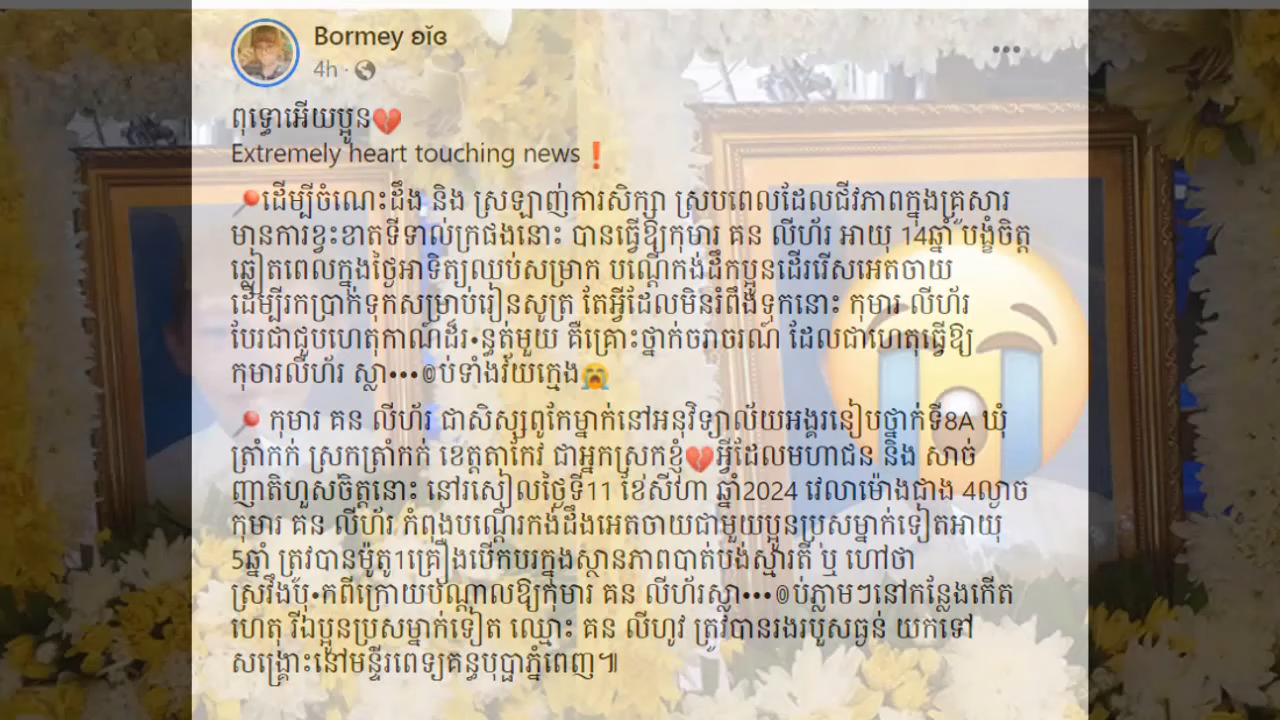 Bormey ອໄ៎ច
4h
ពុទ្ធោអើយប្អូន💔
Extremely heart touching news❗
📍ដើម្បីចំណេះដឹង និង ស្រឡាញ់ការសិក្សា ស្របពេលដែលជីវភាពក្នុងគ្រួសារ
មានការខ្វះខាតទីទាល់ក្រផងនោះ បានធ្វើឱ្យកុមារ គន លីហ័រ អាយុ 14ឆ្នាំ បង្ខំចិត្ត
ឆ្លៀតពេលក្នុងថ្ងៃអាទិត្យឈប់សម្រាក បណ្ដើកង់ដឹកប្អូនដើររើសអេតចាយ
ដើម្បីរកប្រាក់ទុកសម្រាប់រៀនសូត្រ តែអ្វីដែលមិនរំពឹងទុកនោះ កុមារ លីហ័រ
បែរជាជួបហេតុកាណ៍ដ៏រ•ន្ធត់មួយ គឺគ្រោះថ្នាក់ចរាចរណ៍ ដែលជាហេតុធ្វើឱ្យ
កុមារលីហ័រ ស្លា•••៙ប់ទាំងវ័យក្មេង😭
📍 កុមារ គន លីហ័រ ជាសិស្សពូកែម្នាក់នៅអនុវិទ្យាល័យអង្គរនៀបថ្នាក់ទី8A ឃុំ
ត្រាំកក់ ស្រុកត្រាំកក់ ខេត្តតាកែវ ជាអ្នកស្រុកខ្ញុំ💔អ្វីដែលមហាជន និង សាច់
ញាតិហួសចិត្តនោះ នៅរសៀលថ្ងៃទី11 ខែសីហា ឆ្នាំ2024 វេលាម៉ោងជាង 4ល្ងាច
កុមារ គន លីហ័រ កំពុងបណ្ដើរកង់ដឹងអេតចាយជាមួយប្អូនប្រុសម្នាក់ទៀតអាយុ
5ឆ្នាំ ត្រូវបានម៉ូតូ1គ្រឿងបើកបរក្នុងស្ថានភាពបាត់បង់ស្មារតី ឬ ហៅថា
ស្រវឹងបុ•កពីក្រោយបណ្ដាលឱ្យកុមារ គន លីហ័រស្លា•••៙ប់ភ្លាមៗនៅកន្លែងកើត
ហេតុ រីឯប្អូនប្រុសម្នាក់ទៀត ឈ្មោះ គន លីហូវ ត្រូវបានរងរបួសធ្ងន់ យកទៅ
សង្គ្រោះនៅមន្ទីរពេទ្យគន្ធបុប្ផាភ្នំពេញ៕